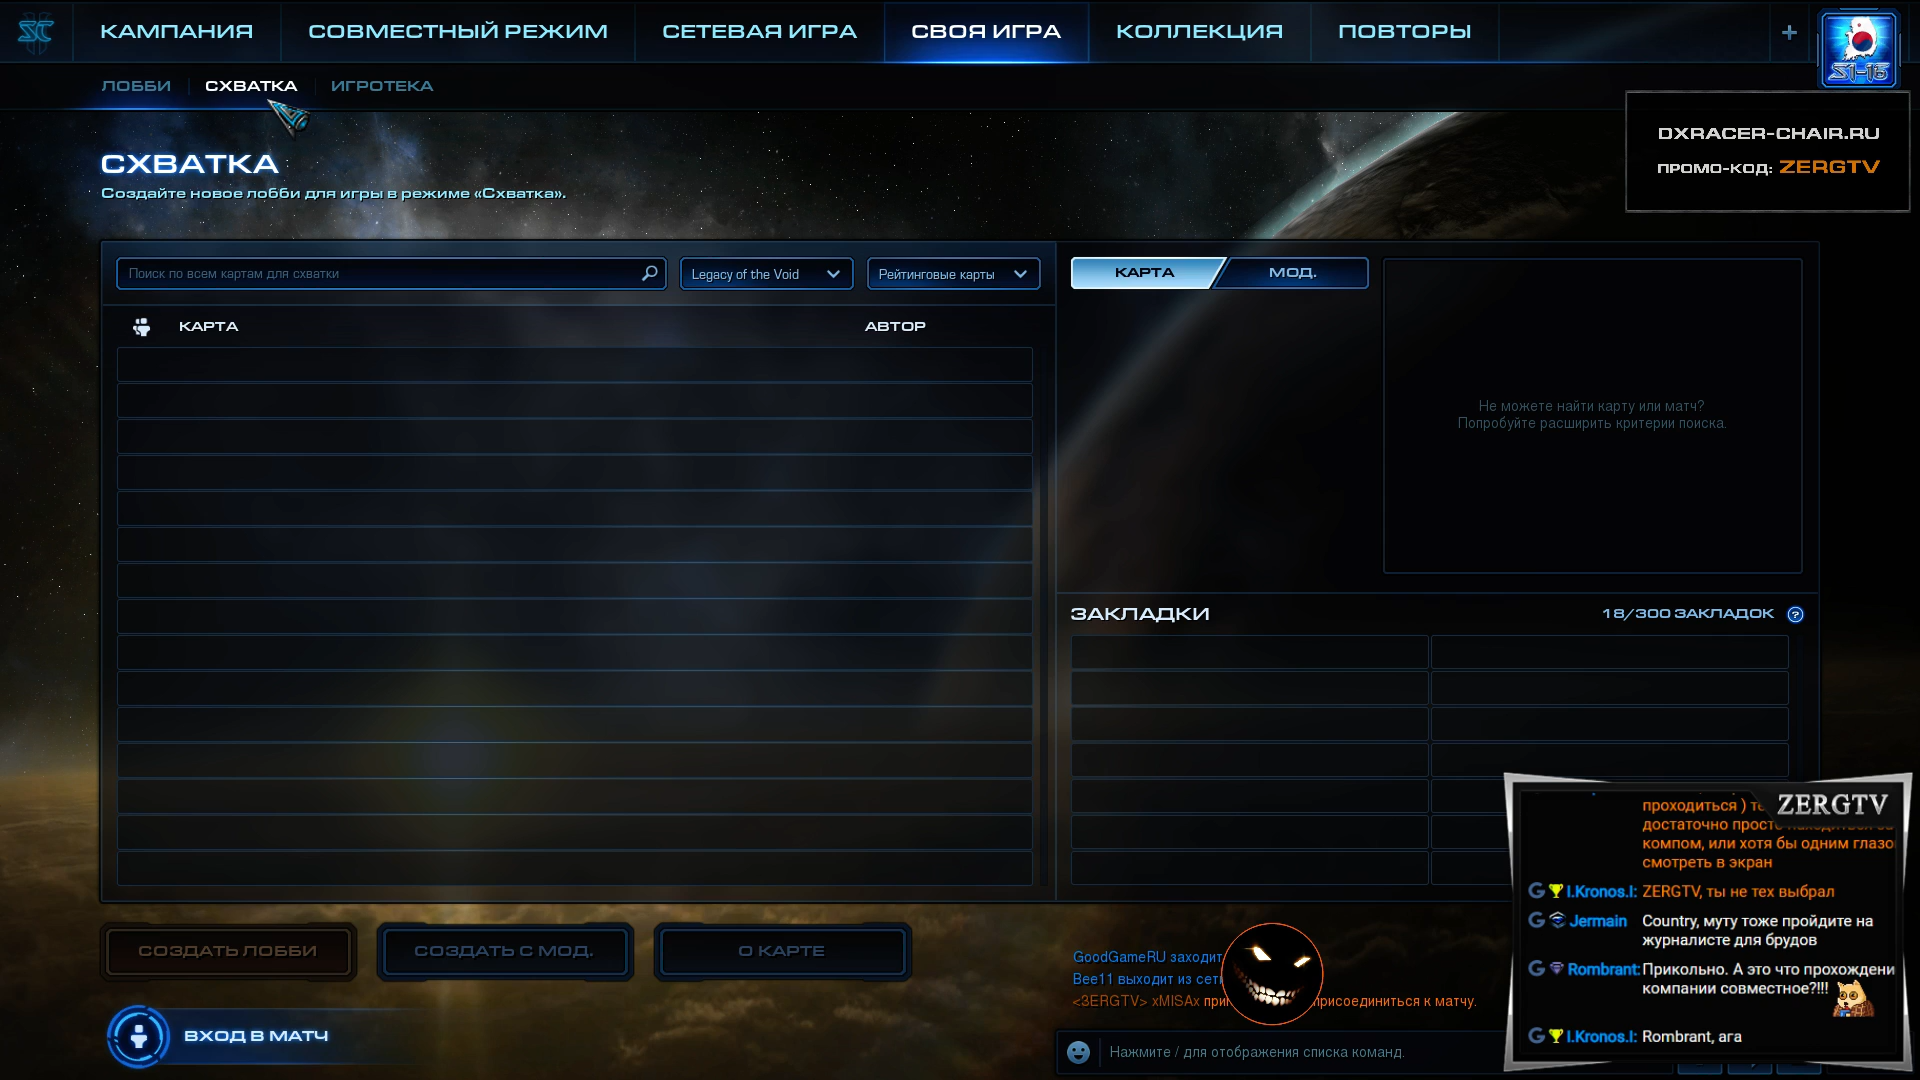 КАМПАНИЯ СОВМЕСТНЫЙ РЕЖИМ СЕТЕВАЯ ИГРА СВОЯ ИГРА КОЛЛЕКЦИЯ ПОВТОРЫ
S1-16
ЛОББИ СХВАТКА ИГРОТЕКА
DXRACER-CHAIR.RU
ПРОМО-КОД: ZERGTV
СХВАТКА
Создайте новое лобби для игры в режиме «Схватка».
Поиск по всем картам для схватки Legacy of the Void Рейтинговые карты
КАРТА МОД.
КАРТА АВТОР
Не можете найти карту или матч?
Попробуйте расширить критерии поиска.
ЗАКЛАДКИ 18/300 ЗАКЛАДОК ?
СОЗДАТЬ ЛОББИ СОЗДАТЬ С МОД. О КАРТЕ
ВХОД В МАТЧ
GoodGameRU заходит
Bee11 выходит из
<3ERGTV> xMISAx присоединиться к матчу.
Нажмите / для отображения списка команд.
ZERGTV
проходиться )
достаточно просто
компом, или хотя бы одним глазо
смотреть в экран
I.Kronos.I: ZERGTV, ты не тех выбрал
Jermain Country, муту тоже пройдите на
журналисте для брудов
Rombrant: Прикольно. А это что прохождени
компании совместное?!!!
I.Kronos.I: Rombrant, ага